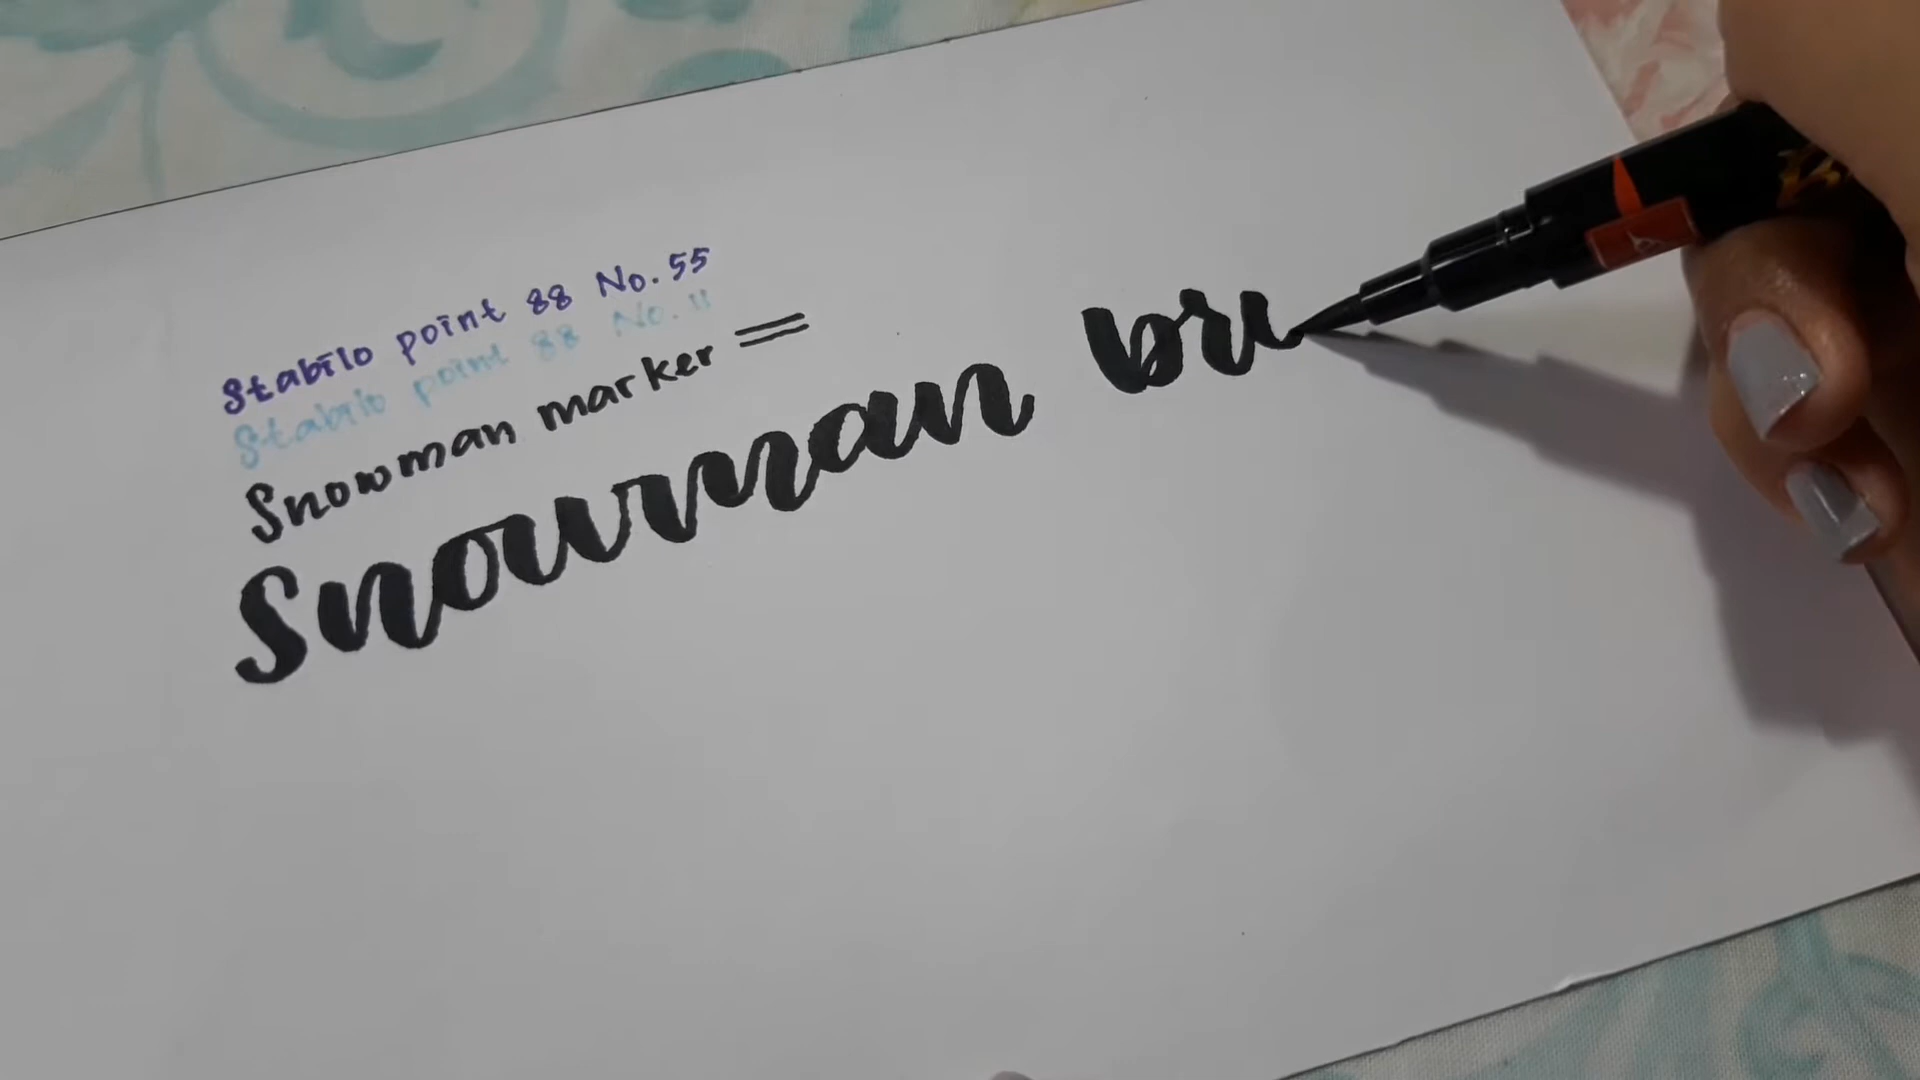 Stabilo point 88 No. 55
Stabilo point 88 No. 11
Snowman marker =
Snowman bru